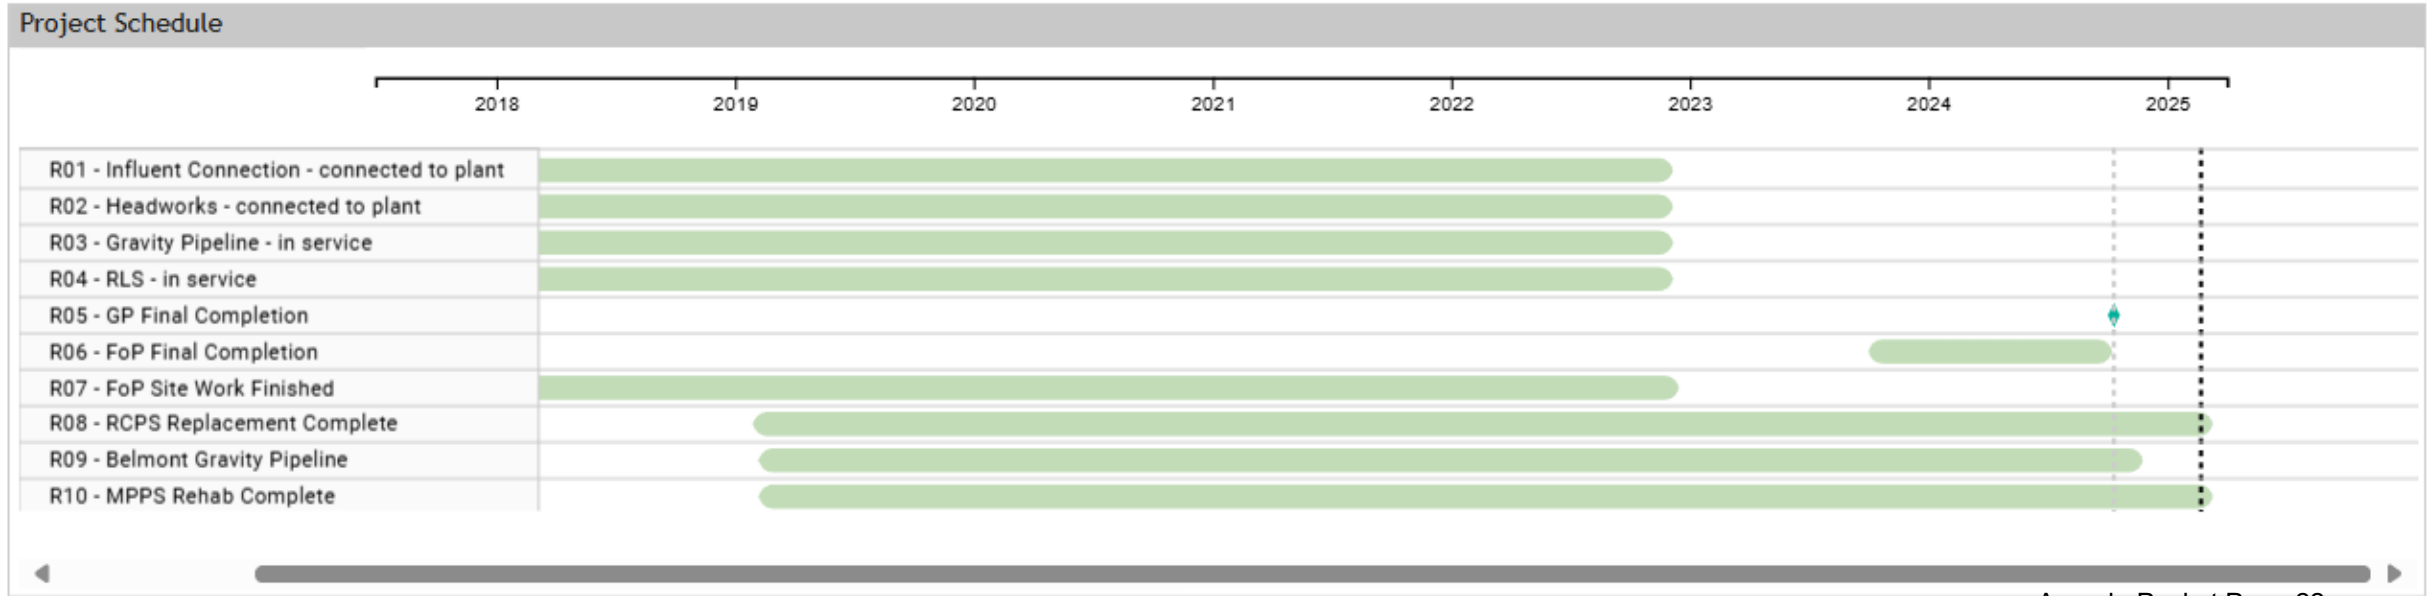 Project Schedule
2018 2019 2020 2021 2022 2023 2024 2025
R01 - Influent Connection - connected to plant
R02 - Headworks - connected to plant
R03 - Gravity Pipeline - in service
R04 - RLS - in service
R05 - GP Final Completion
R06 - FoP Final Completion
R07 - FoP Site Work Finished
R08 - RCPS Replacement Complete
R09 - Belmont Gravity Pipeline
R10 - MPPS Rehab Complete